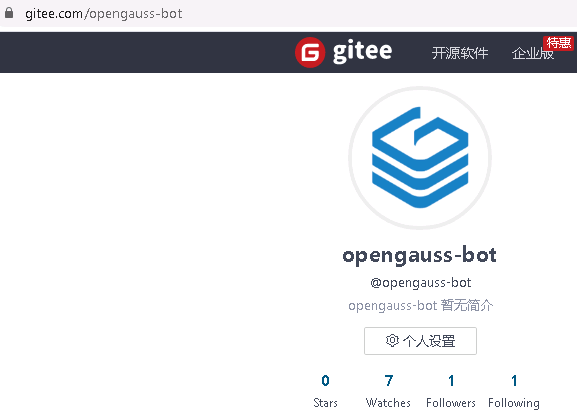 gitee.com/opengauss-bot
G gitee 开源软件 企业版 特惠
opengauss-bot
@opengauss-bot
opengauss-bot 暂无简介
个人设置
0 7 1 1
Stars Watches Followers Following